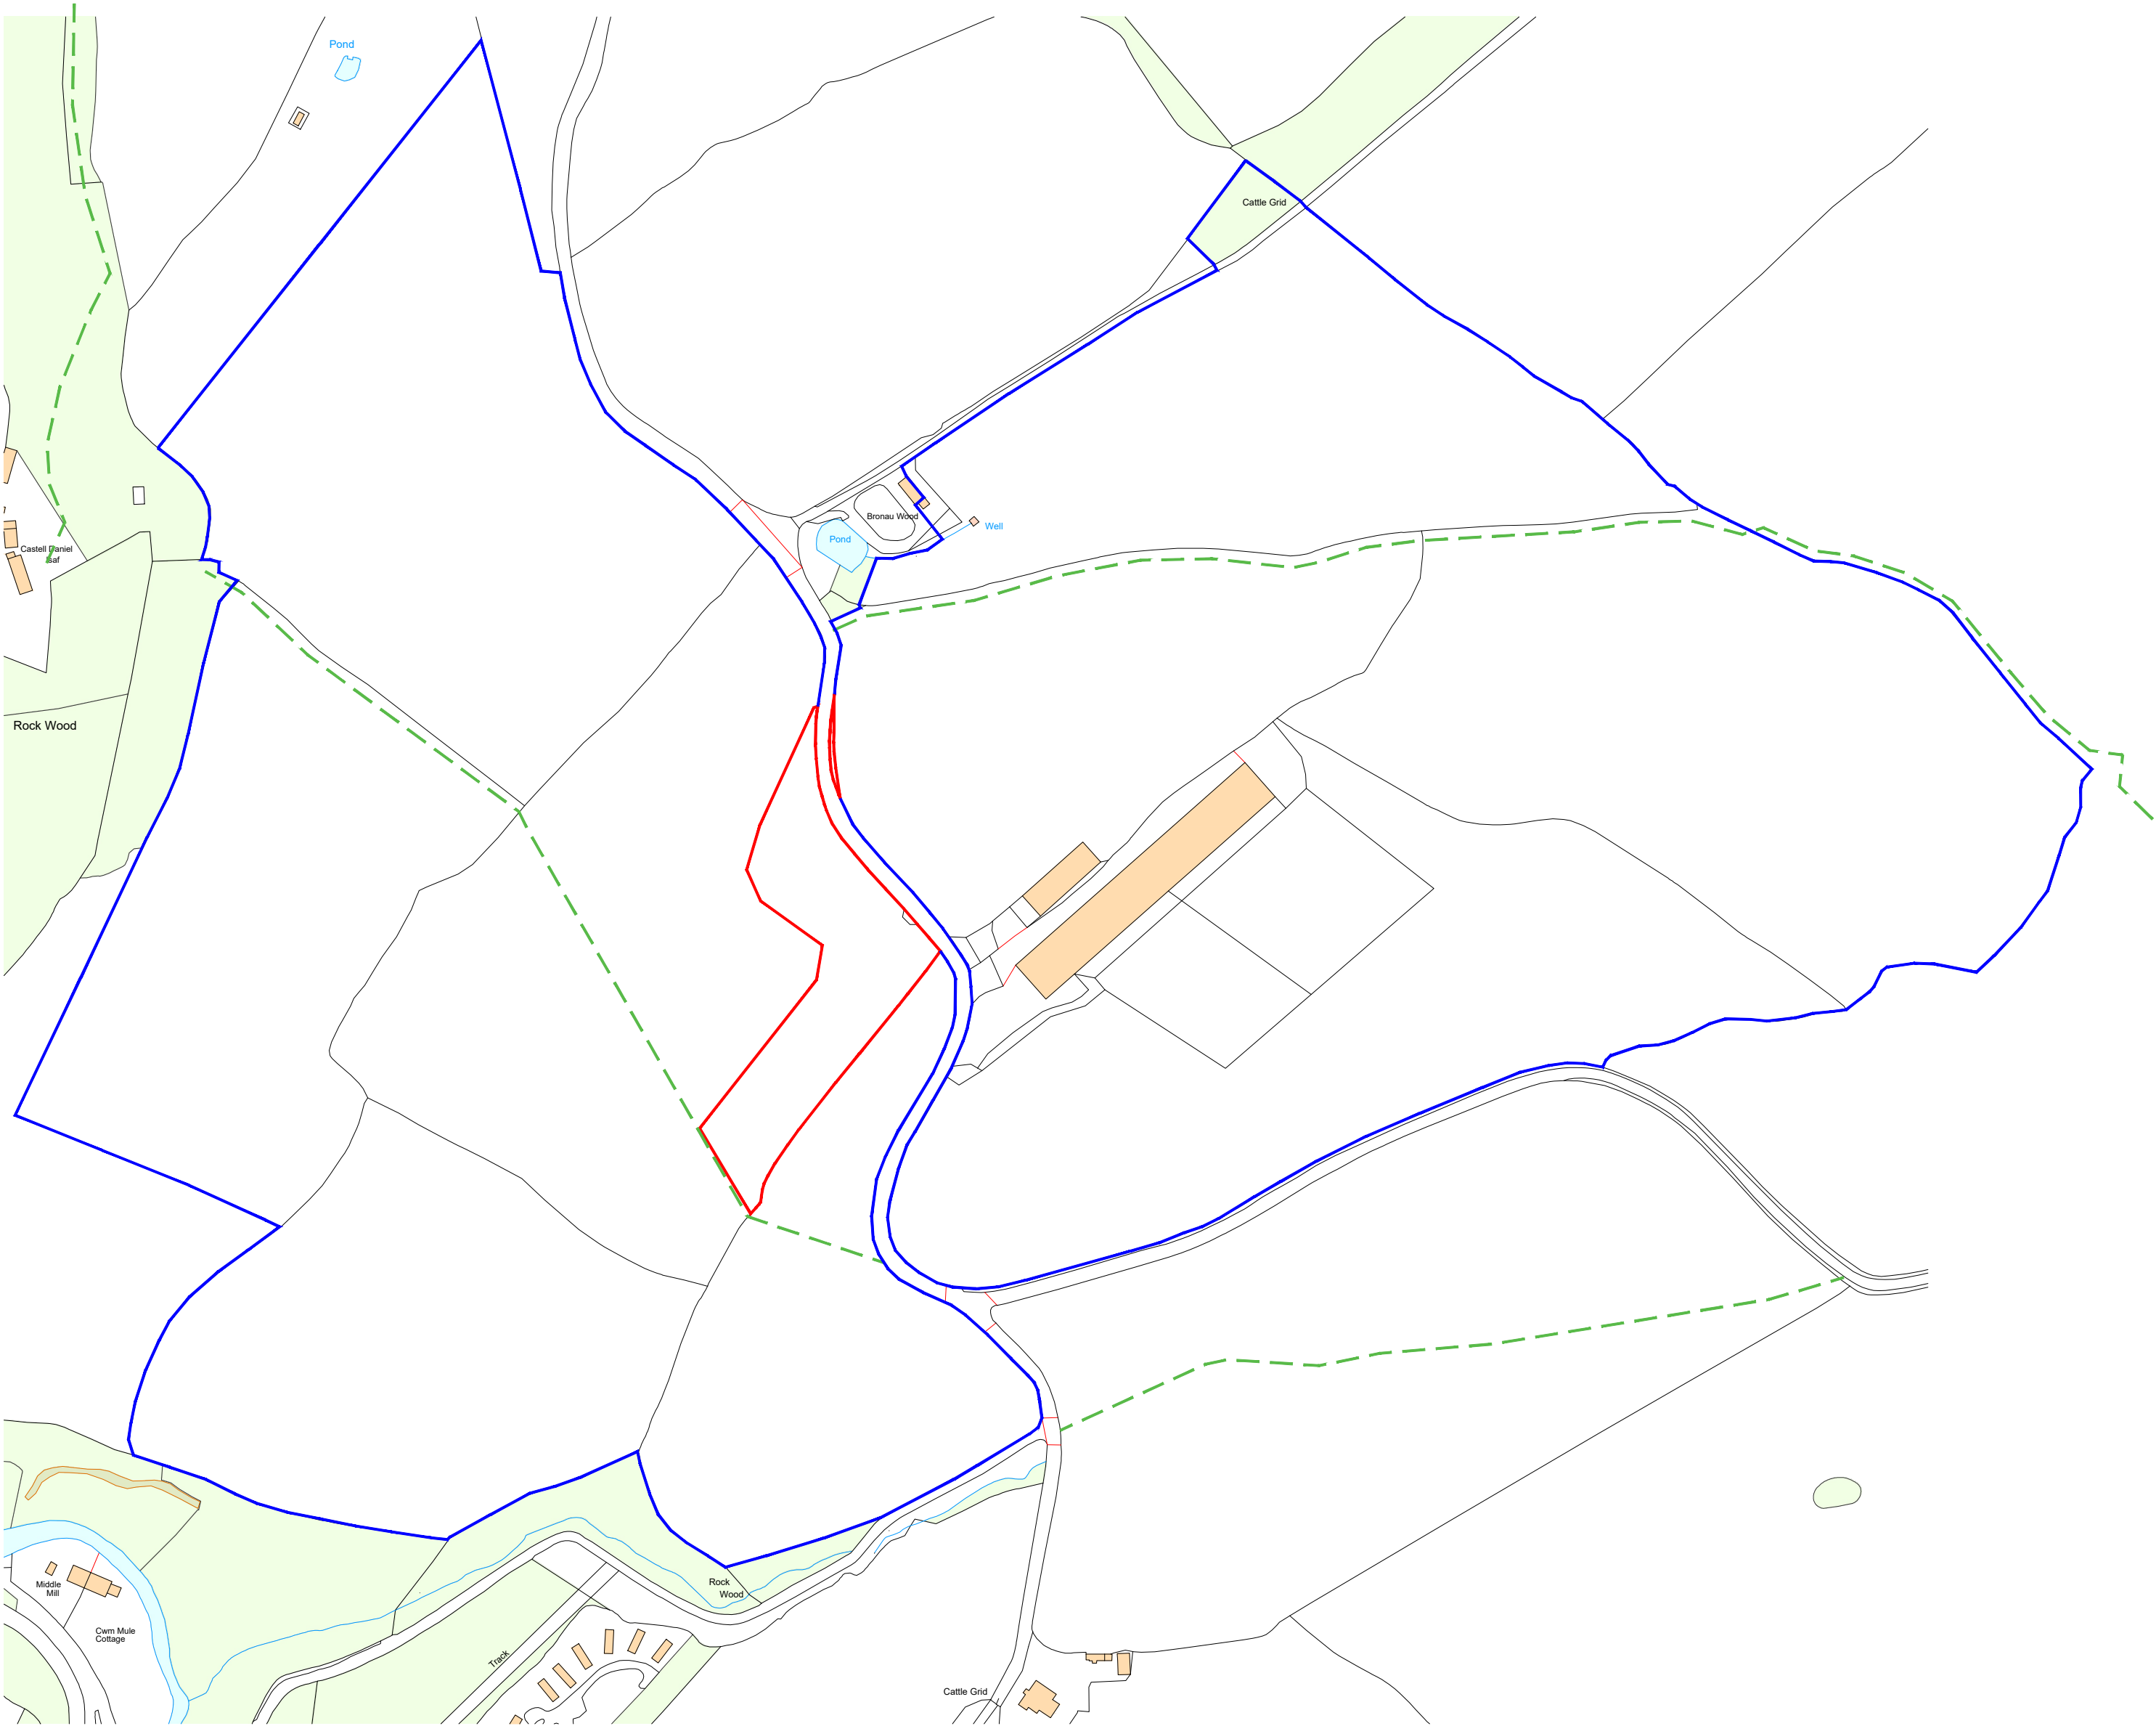 Pond
Cattle Grid
Bronau Wood
Well
Pond
Castell Daniel
Isaf
Rock Wood
Middle
Mill
Rock
Wood
Cwm Mule
Cottage
Track
Cattle Grid